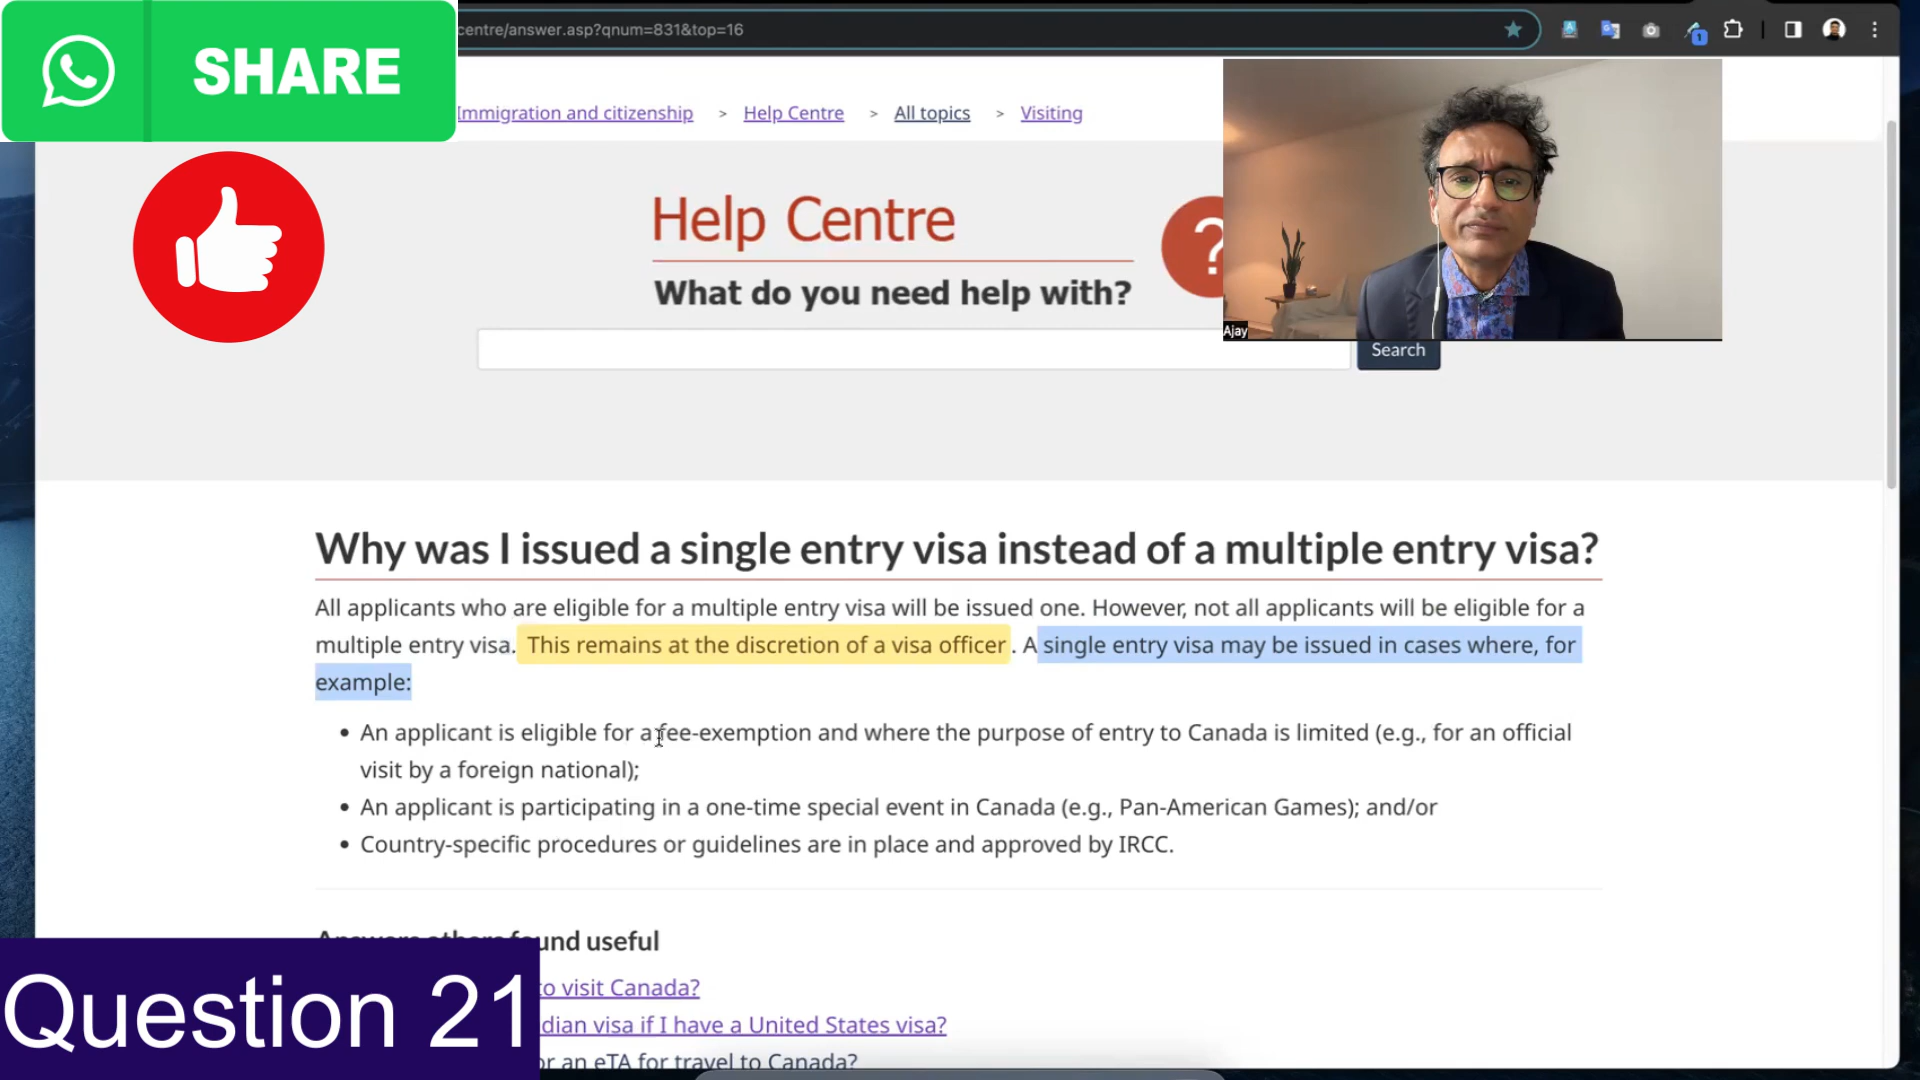 SHARE
centre/answer.asp?qnum=831&top=16
1
Immigration and citizenship > Help Centre > All topics > Visiting
Help Centre
?
What do you need help with?
Ajay
Search
Why was I issued a single entry visa instead of a multiple entry visa?
All applicants who are eligible for a multiple entry visa will be issued one. However, not all applicants will be eligible for a
multiple entry visa. This remains at the discretion of a visa officer. A single entry visa may be issued in cases where, for
example:
• An applicant is eligible for a fee-exemption and where the purpose of entry to Canada is limited (e.g., for an official
visit by a foreign national);
• An applicant is participating in a one-time special event in Canada (e.g., Pan-American Games); and/or
• Country-specific procedures or guidelines are in place and approved by IRCC.
Answers others found useful
to visit Canada?
dian visa if I have a United States visa?
or an eTA for travel to Canada?
Question 21